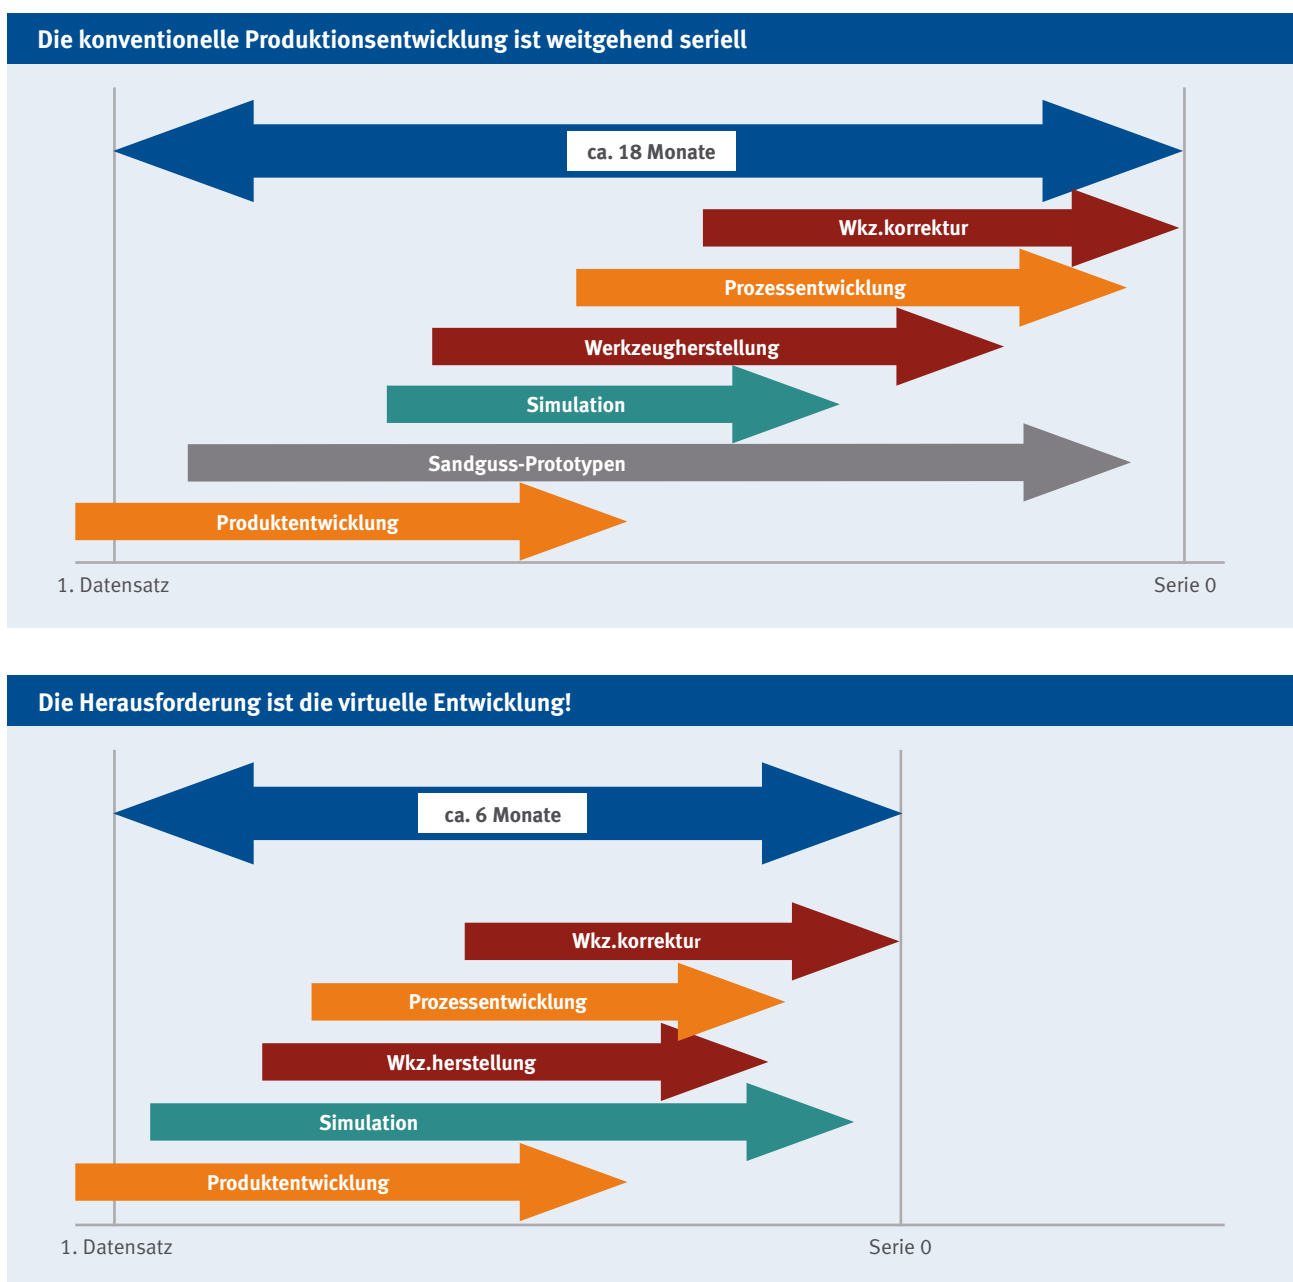 Die konventionelle Produktionsentwicklung ist weitgehend seriell
ca. 18 Monate
Wkz.korrektur
Prozessentwicklung
Werkzeugherstellung
Simulation
Sandguss-Prototypen
Produktentwicklung
1. Datensatz
Serie 0
Die Herausforderung ist die virtuelle Entwicklung!
ca. 6 Monate
Wkz.korrektur
Prozessentwicklung
Wkz.herstellung
Simulation
Produktentwicklung
1. Datensatz
Serie 0